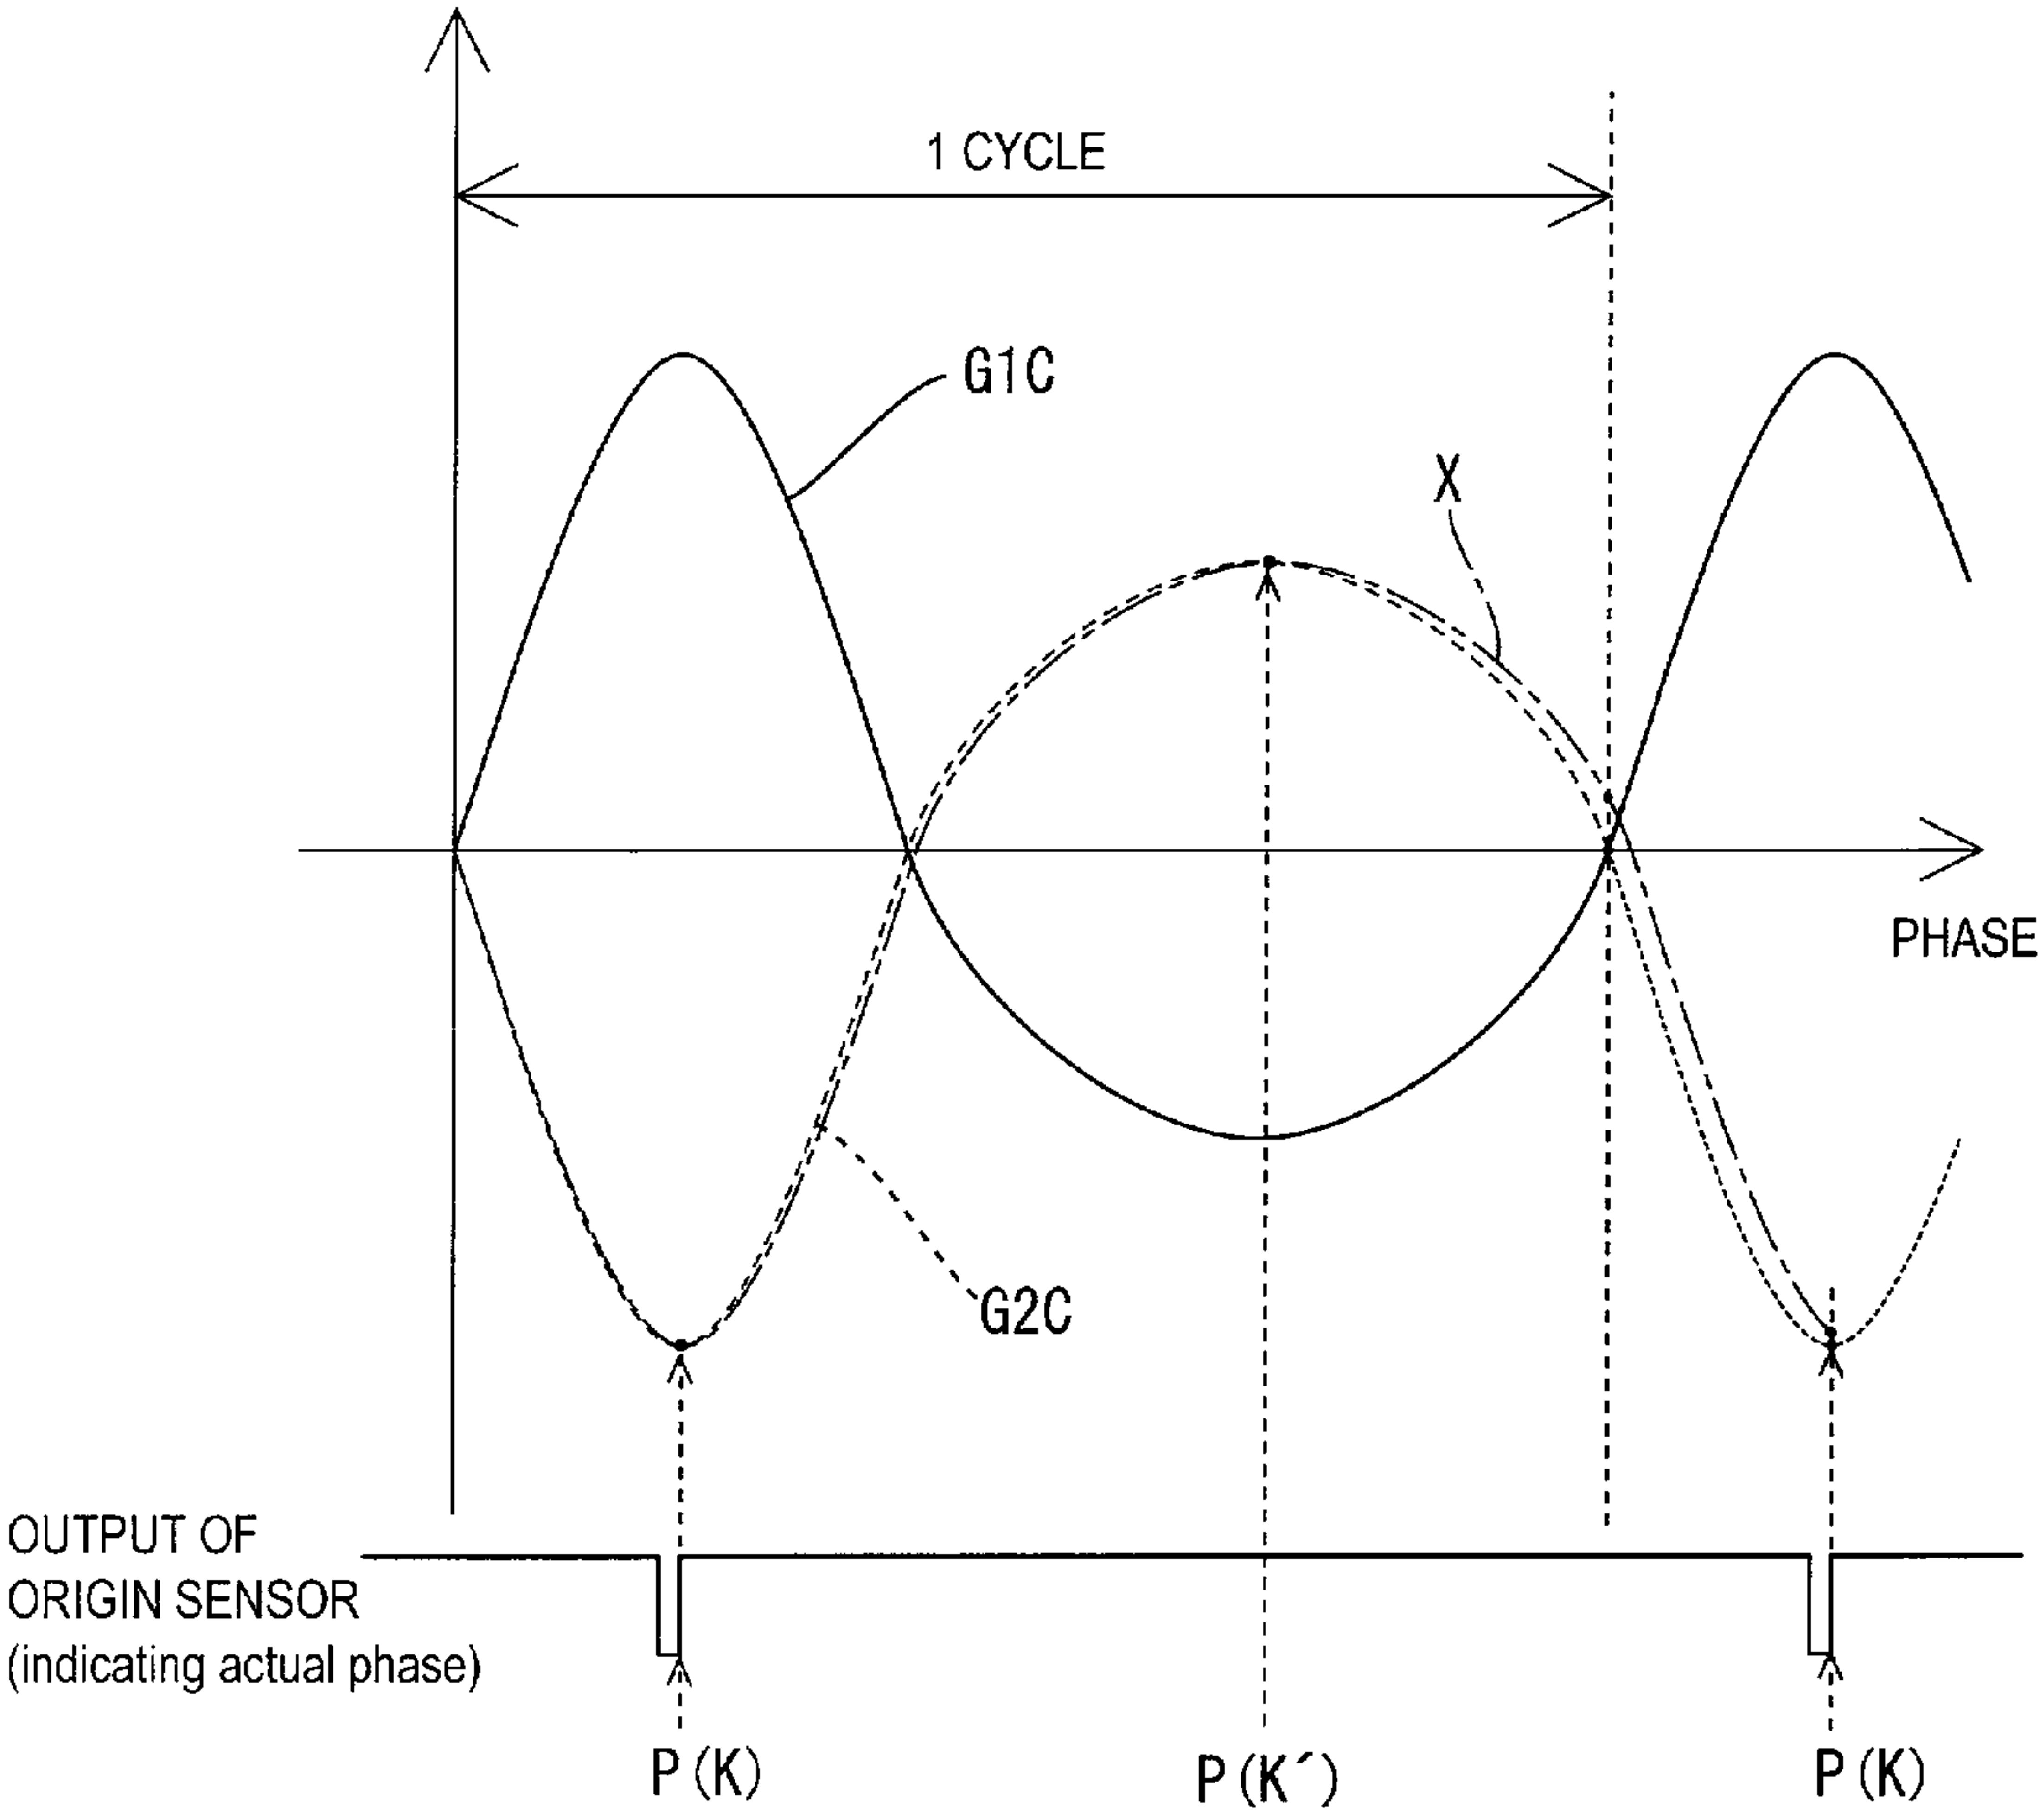 1 CYCLE
G1C
X
PHASE
G2C
OUTPUT OF
ORIGIN SENSOR
(indicating actual phase)
P(K)
P(K´)
P(K)